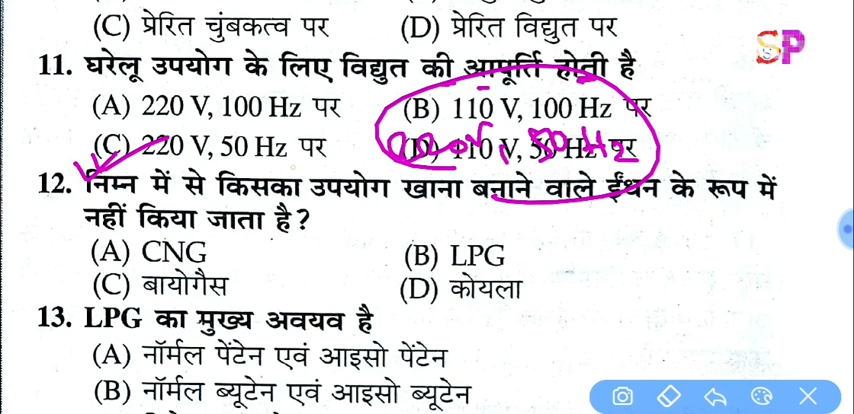 (C) प्रेरित चुंबकत्व पर (D) प्रेरित विद्युत पर
SP
11. घरेलू उपयोग के लिए विद्युत की आपूर्ति होती है
(A) 220 V, 100 Hz पर (B) 110 V, 100 Hz पर
(C) 220 V, 50 Hz पर (D) 110 V, 50 Hz पर
220V, 50 Hz
12. निम्न में से किसका उपयोग खाना बनाने वाले ईंधन के रूप में
नहीं किया जाता है?
(A) CNG (B) LPG
(C) बायोगैस (D) कोयला
13. LPG का मुख्य अवयव है
(A) नॉर्मल पेंटेन एवं आइसो पेंटेन
(B) नॉर्मल ब्यूटेन एवं आइसो ब्यूटेन